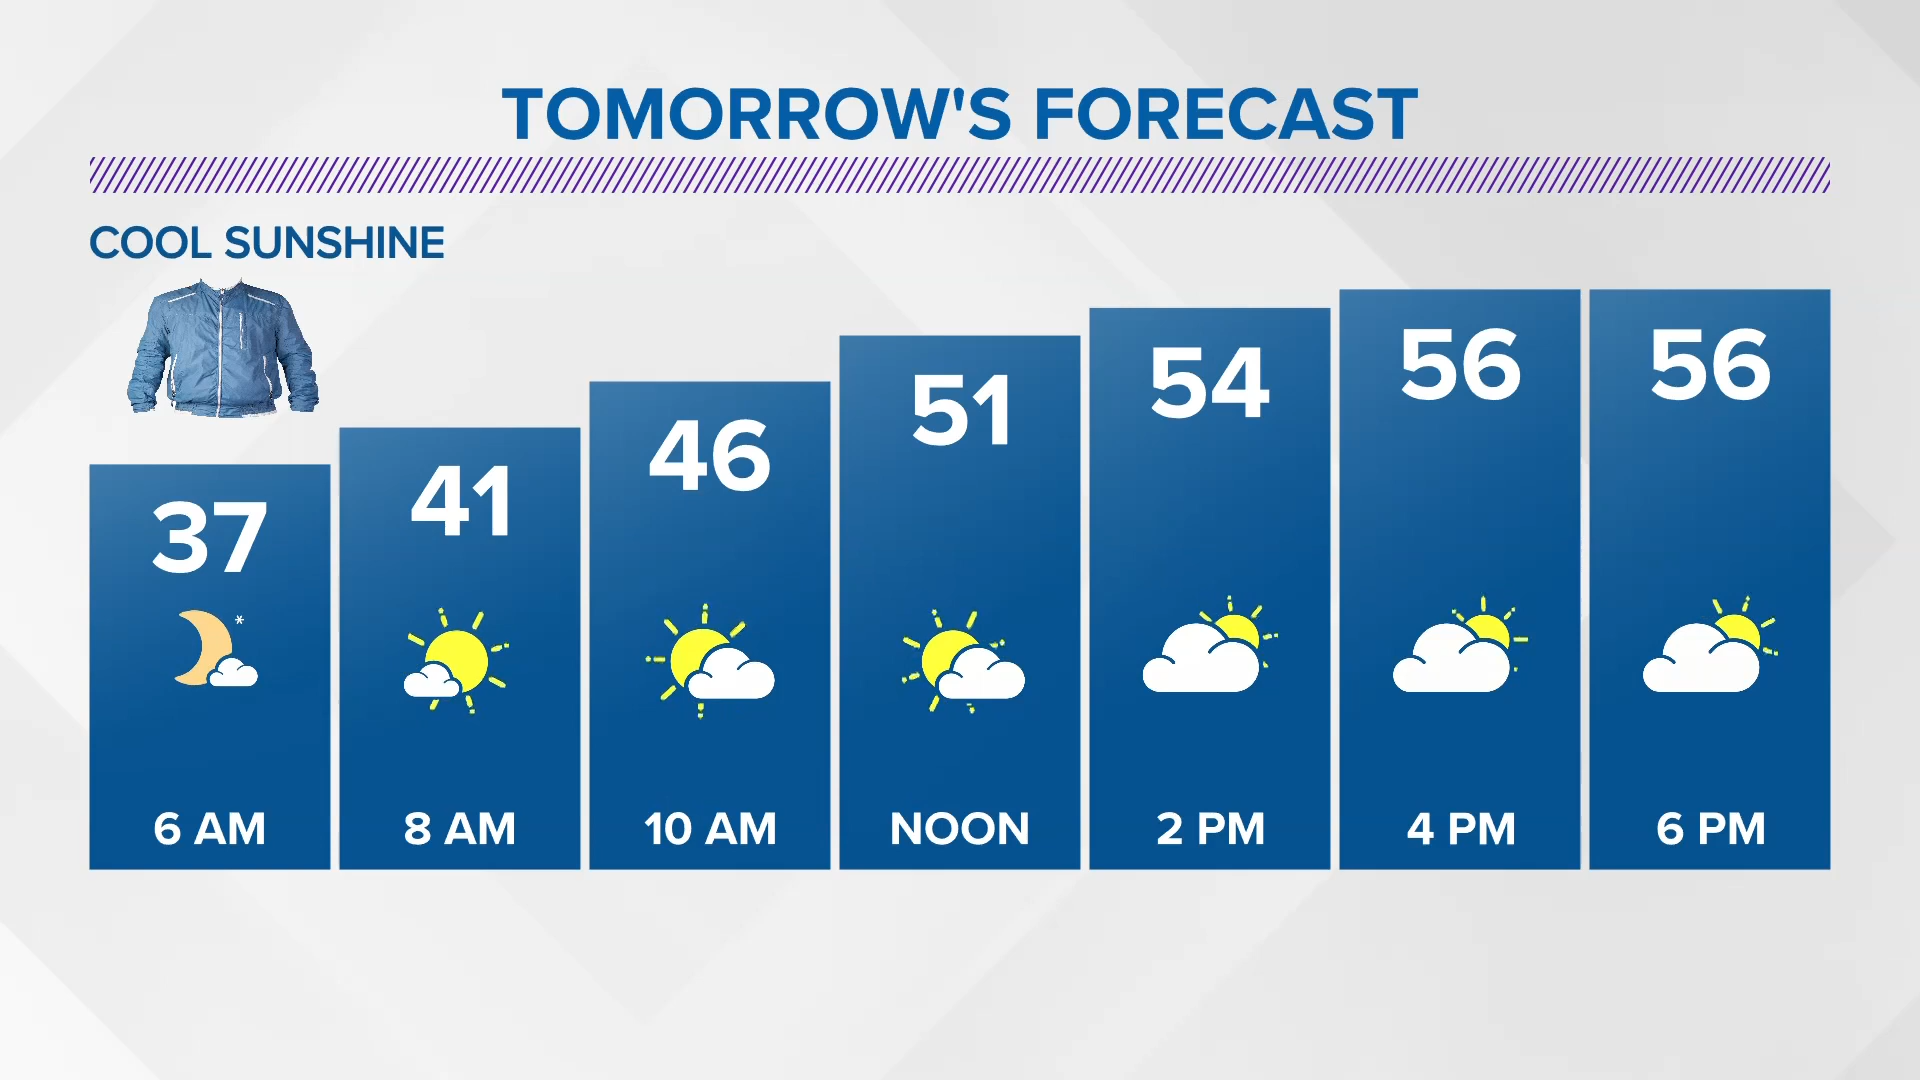 TOMORROW'S FORECAST
COOL SUNSHINE
37 41 46 51 54 56 56
6 AM 8 AM 10 AM NOON 2 PM 4 PM 6 PM